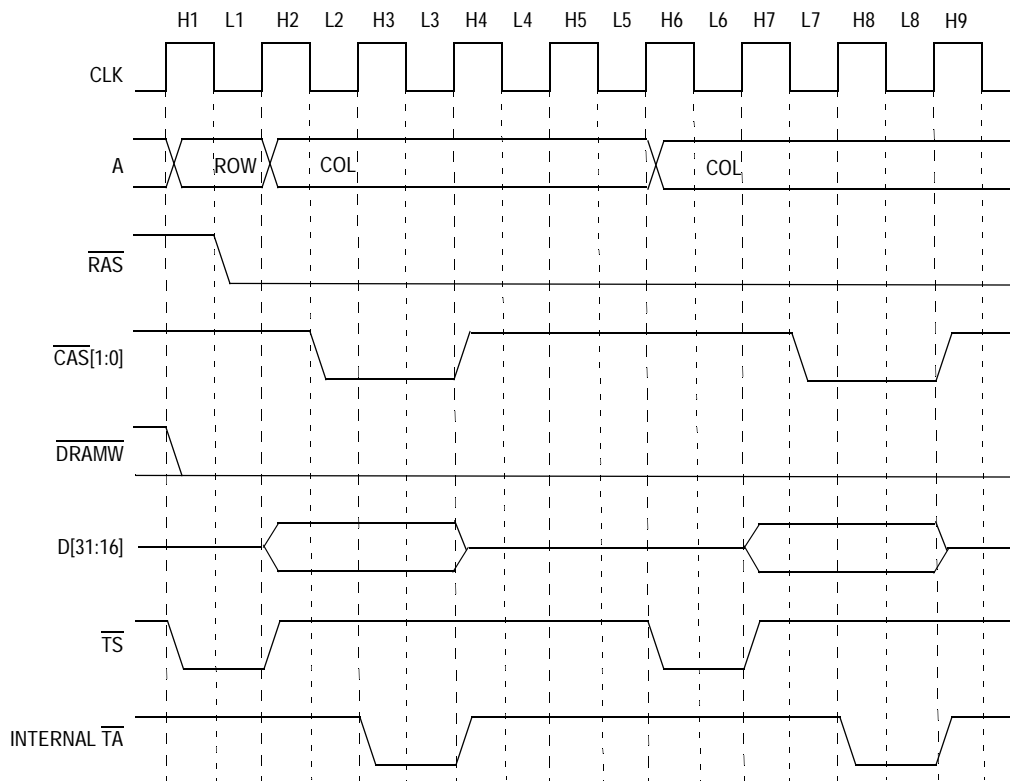 H1 L1 H2 L2 H3 L3 H4 L4 H5 L5 H6 L6 H7 L7 H8 L8 H9
CLK
A ROW COL COL
RAS
CAS[1:0]
DRAMW
D[31:16]
TS
INTERNAL TA